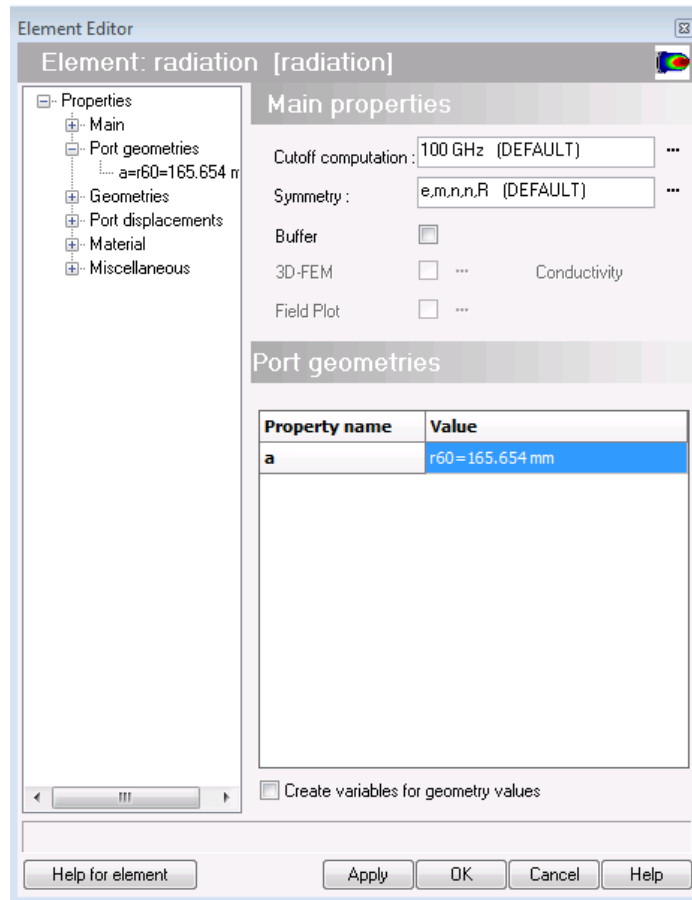 Element Editor
Element: radiation [radiation]
Properties
Main
Port geometries
a=r60=165.654 m
Geometries
Port displacements
Material
Miscellaneous
Main properties
Cutoff computation : 100 GHz (DEFAULT) ...
Symmetry : e,m,n,n,R (DEFAULT) ...
Buffer
3D-FEM ... Conductivity
Field Plot ...
Port geometries
Property name Value
a r60=165.654 mm
Create variables for geometry values
Help for element Apply OK Cancel Help